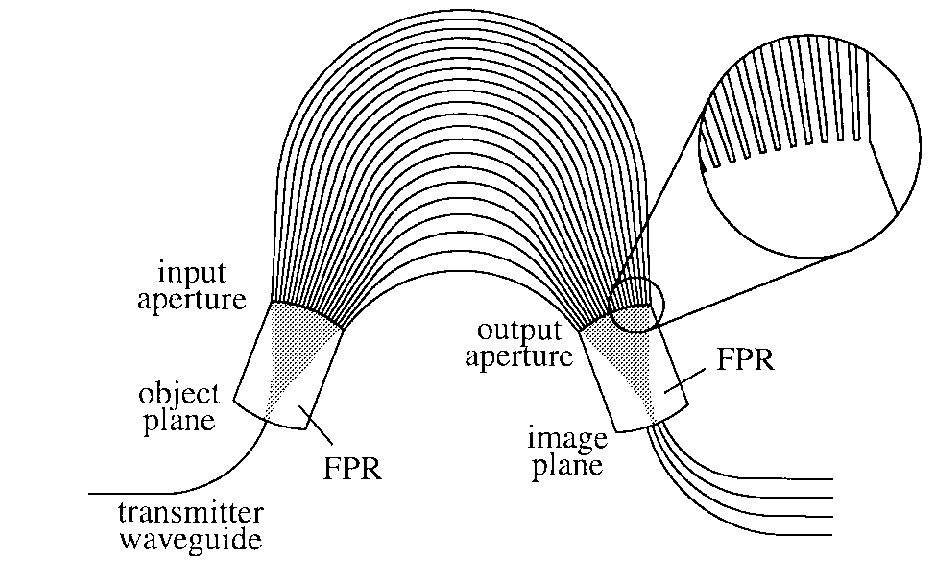 input
aperture
output
aperture
FPR
object
plane
image
plane
FPR
transmitter
waveguide